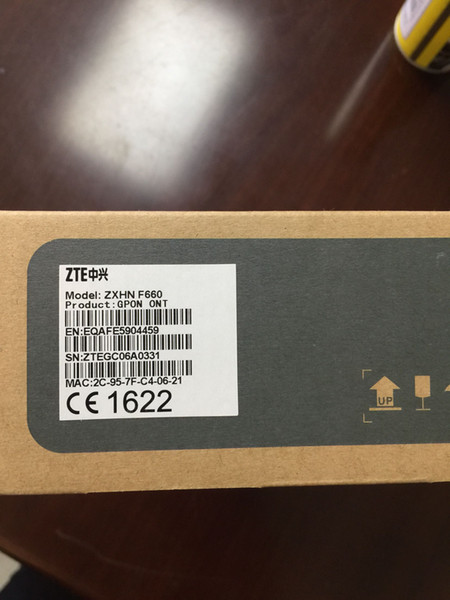 ZTE中兴
Model: ZXHN F660
Product:GPON ONT
EN:EQAFE5904459
SN:ZTEGC06A0331
MAC:2C-95-7F-C4-06-21
CE 1622
UP